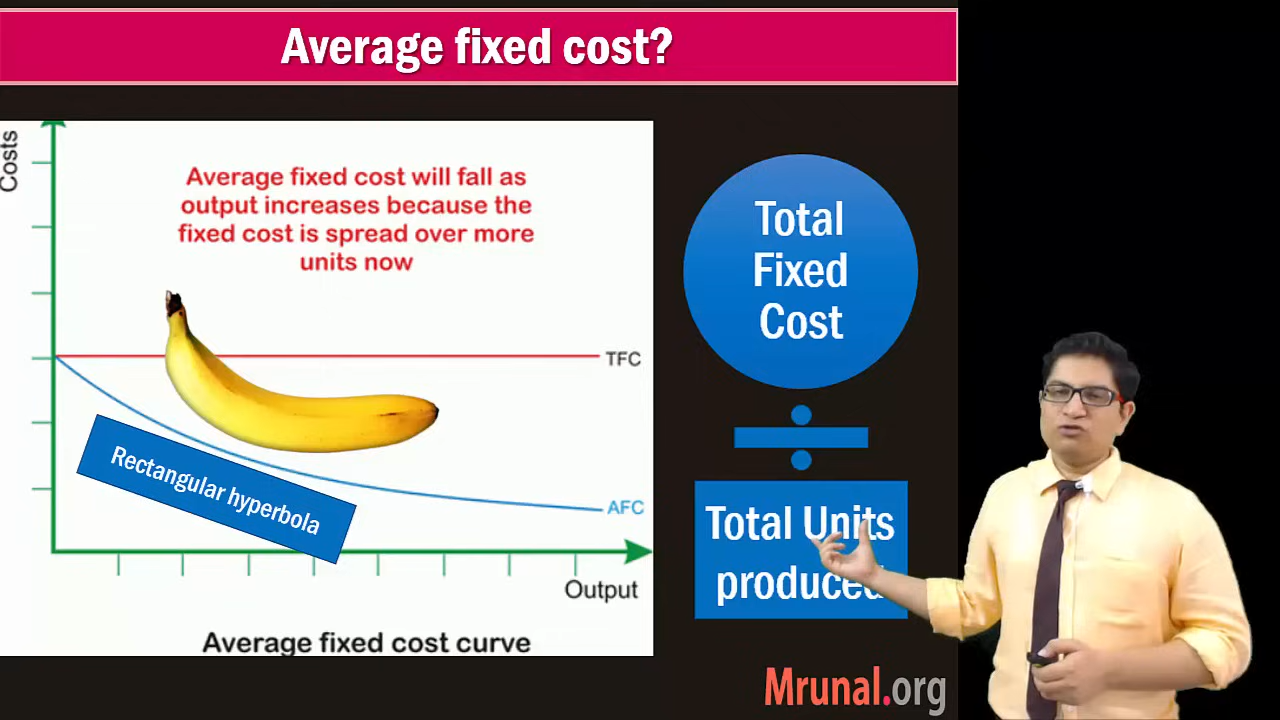 Average fixed cost?
Costs
Average fixed cost will fall as
output increases because the
fixed cost is spread over more
units now
TFC
Rectangular hyperbola
AFC
Output
Average fixed cost curve
Total
Fixed
Cost
Total Units
produced
Mrunal.org